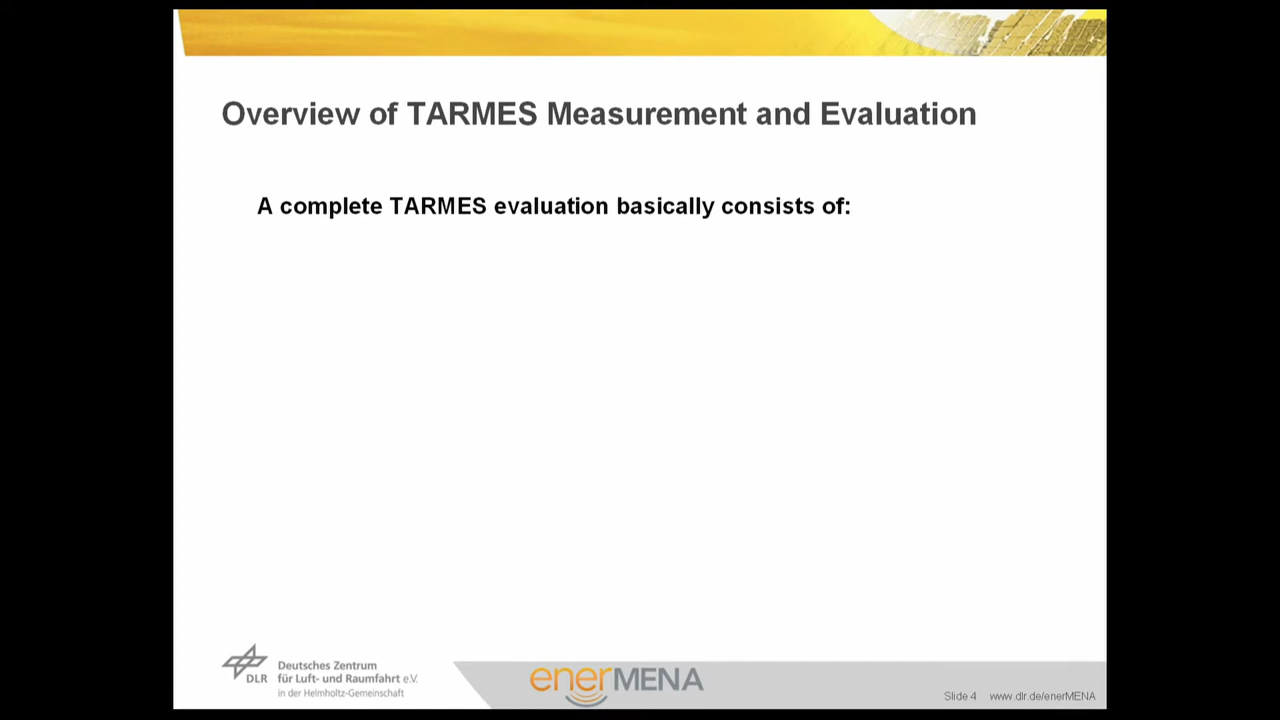 Overview of TARMES Measurement and Evaluation
A complete TARMES evaluation basically consists of:
DLR
Deutsches Zentrum
für Luft- und Raumfahrt e.V.
in der Helmholtz-Gemeinschaft
enerMENA
Slide 4 www.dlr.de/enerMENA